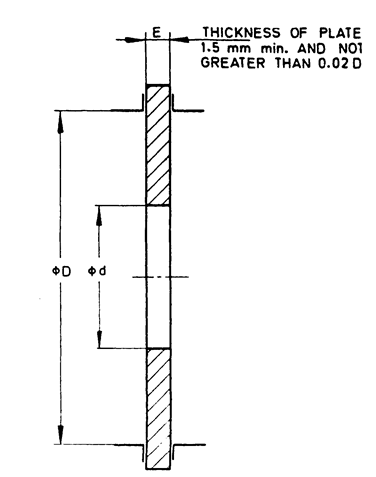 E
THICKNESS OF PLATE
1.5 mm min. AND NOT
GREATER THAN 0.02 D
ΦD
Φd